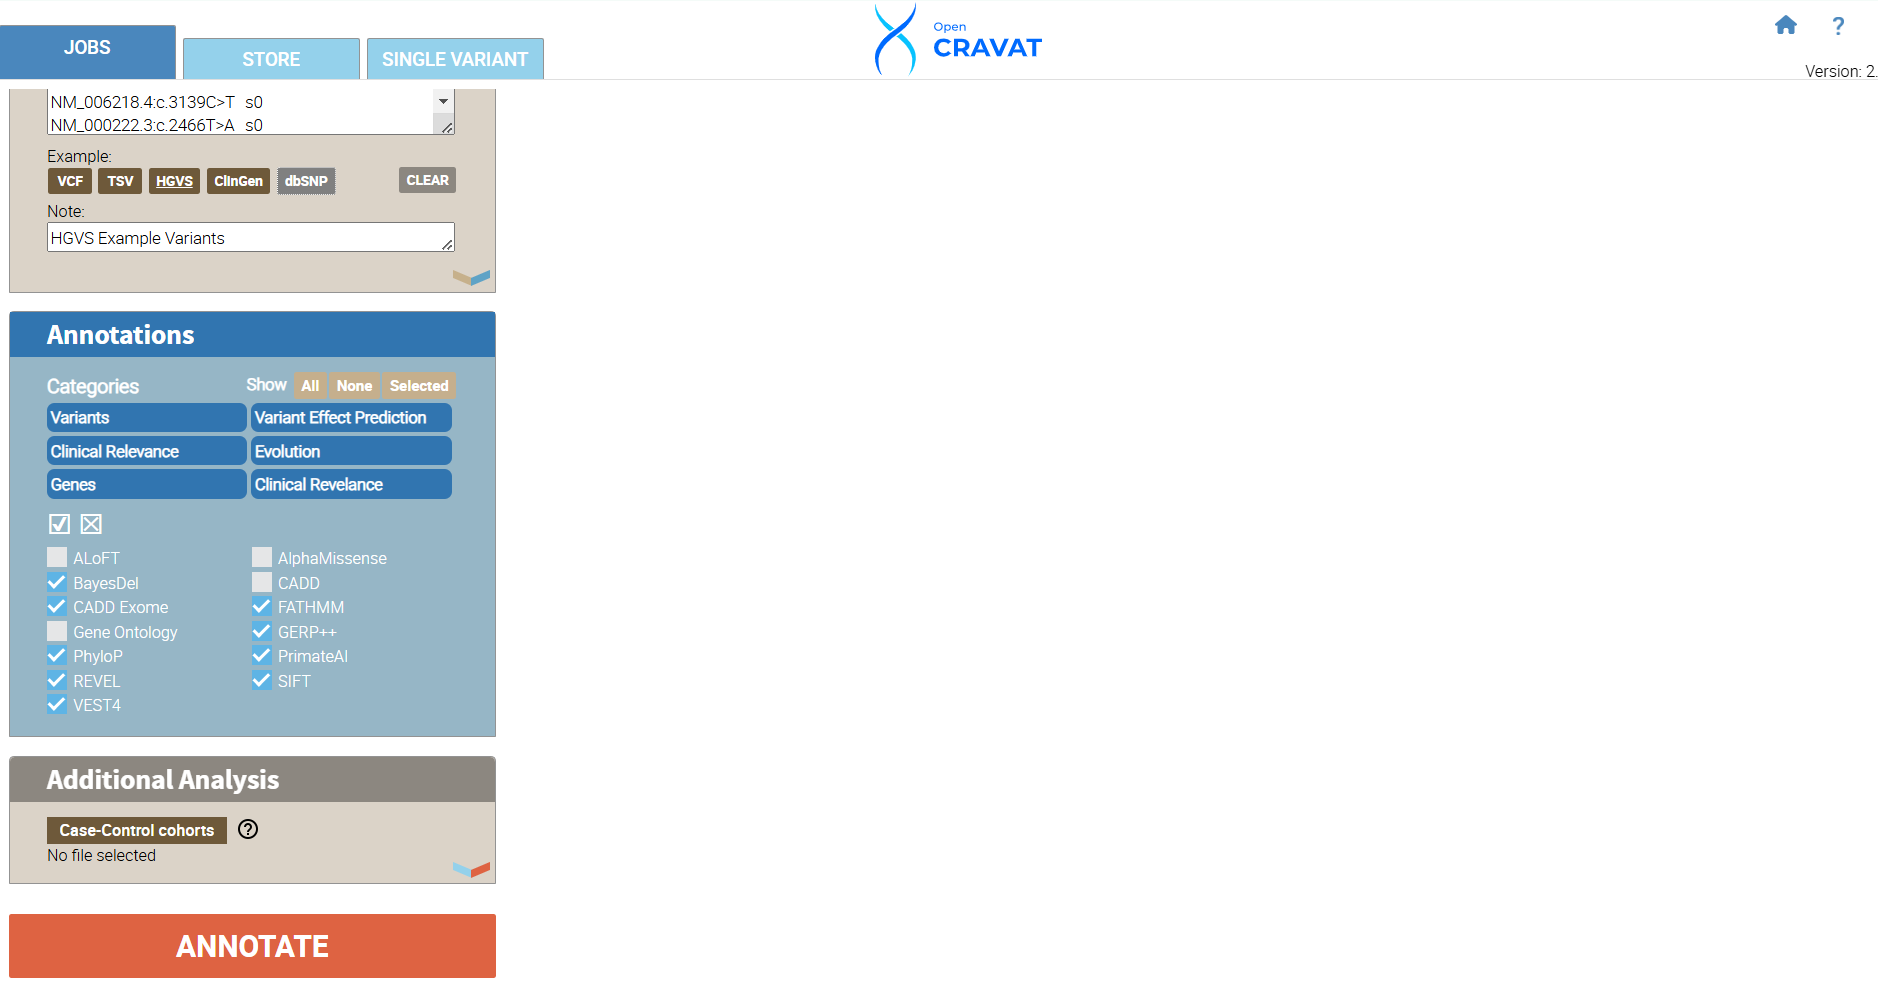 JOBS
STORE
SINGLE VARIANT
Open
CRAVAT
?
Version: 2.
NM_006218.4:c.3139C>T s0
NM_000222.3:c.2466T>A s0
Example:
VCF TSV HGVS ClinGen dbSNP CLEAR
Note:
HGVS Example Variants
Annotations
Categories Show All None Selected
Variants Variant Effect Prediction
Clinical Relevance Evolution
Genes Clinical Revelance
ALoFT AlphaMissense
BayesDel CADD
CADD Exome FATHMM
Gene Ontology GERP++
PhyloP PrimateAI
REVEL SIFT
VEST4
Additional Analysis
Case-Control cohorts ?
No file selected
ANNOTATE